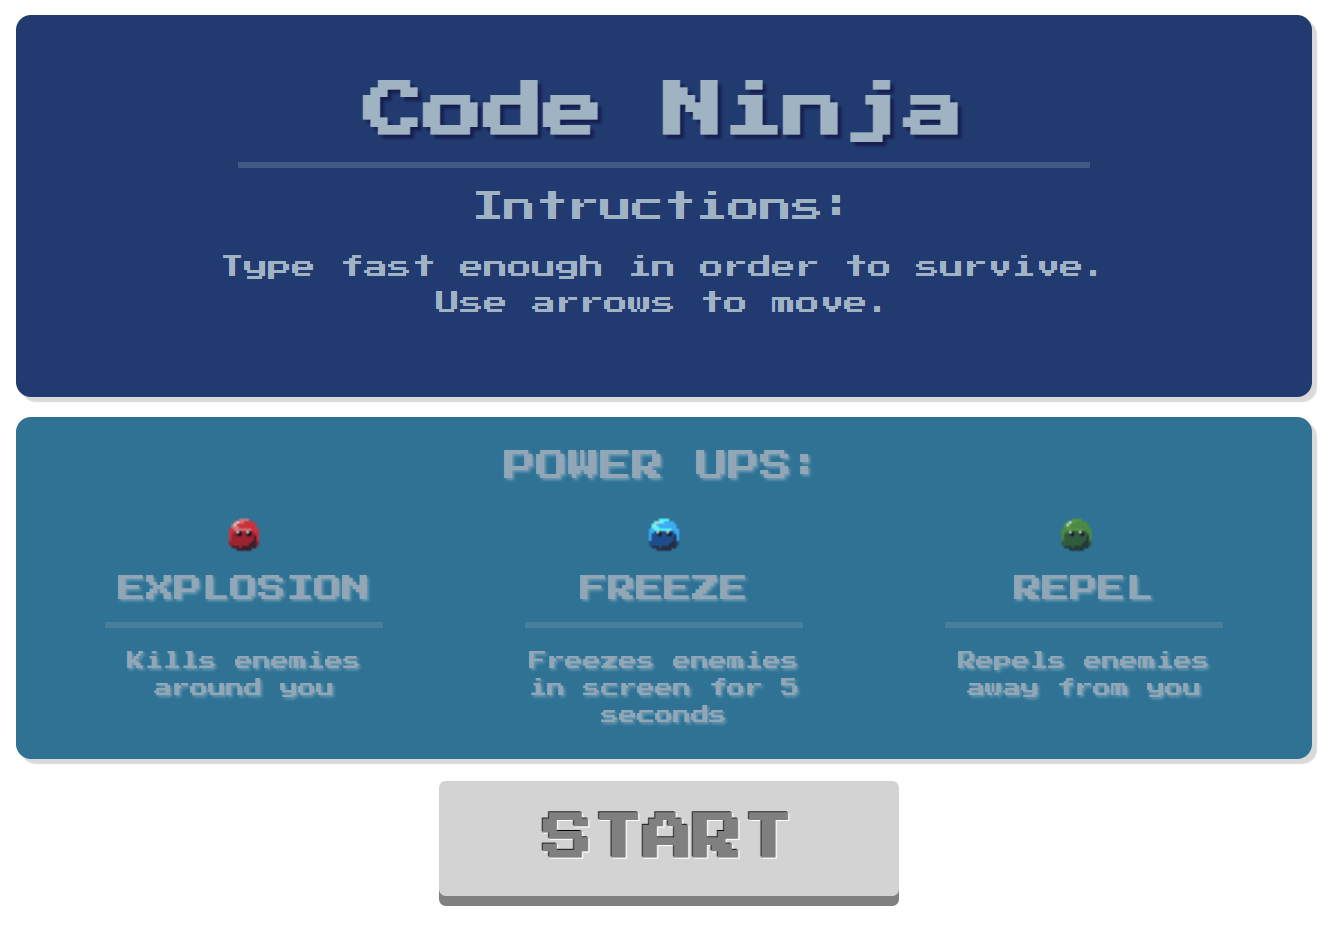 Code Ninja
Intructions:
Type fast enough in order to survive.
Use arrows to move.
POWER UPS:
EXPLOSION
Kills enemies
around you
FREEZE
Freezes enemies
in screen for 5
seconds
REPEL
Repels enemies
away from you
START